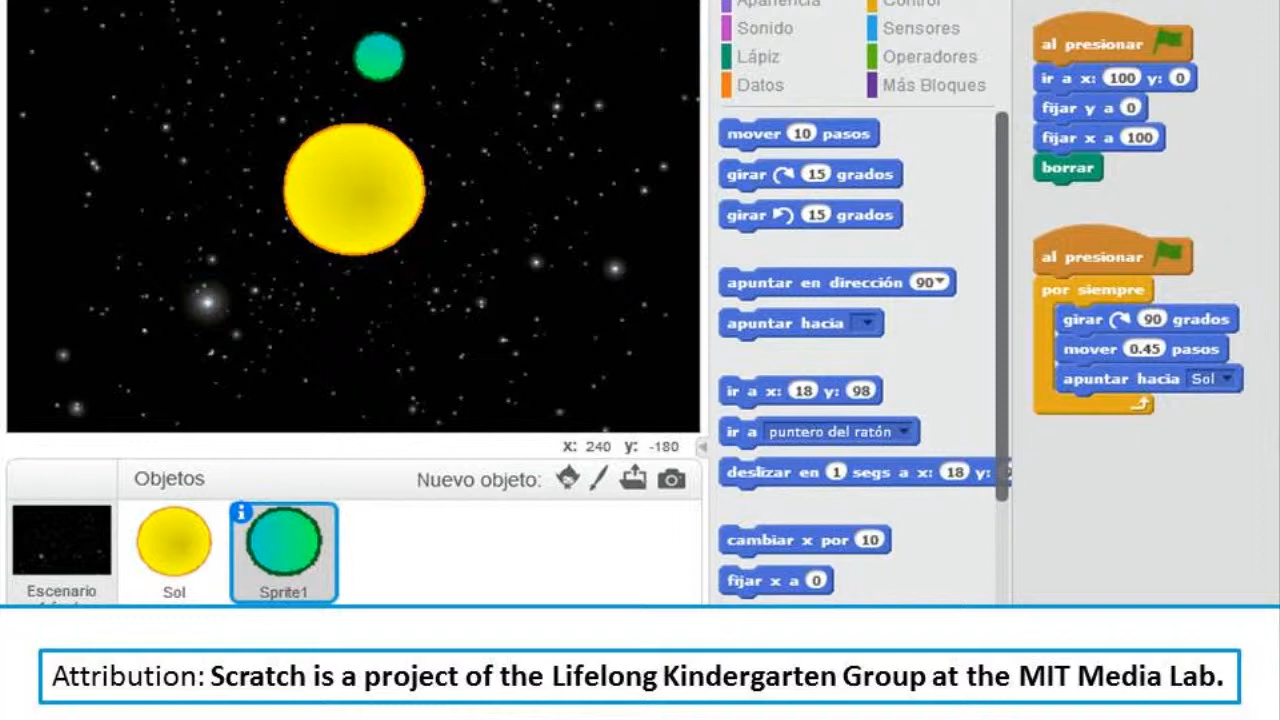 Apariencia
Control
Sonido
Sensores
Lápiz
Operadores
Datos
Más Bloques
mover 10 pasos
girar 15 grados
girar 15 grados
apuntar en dirección 90
apuntar hacia
ir a x: 18 y: 98
ir a puntero del ratón
deslizar en 1 segs a x: 18 y:
cambiar x por 10
fijar x a 0
al presionar
ir a x: 100 y: 0
fijar y a 0
fijar x a 100
borrar
al presionar
por siempre
girar 90 grados
mover 0.45 pasos
apuntar hacia Sol
x: 240 y: -180
Objetos
Nuevo objeto:
Escenario
Sol
Sprite1
Attribution: Scratch is a project of the Lifelong Kindergarten Group at the MIT Media Lab.